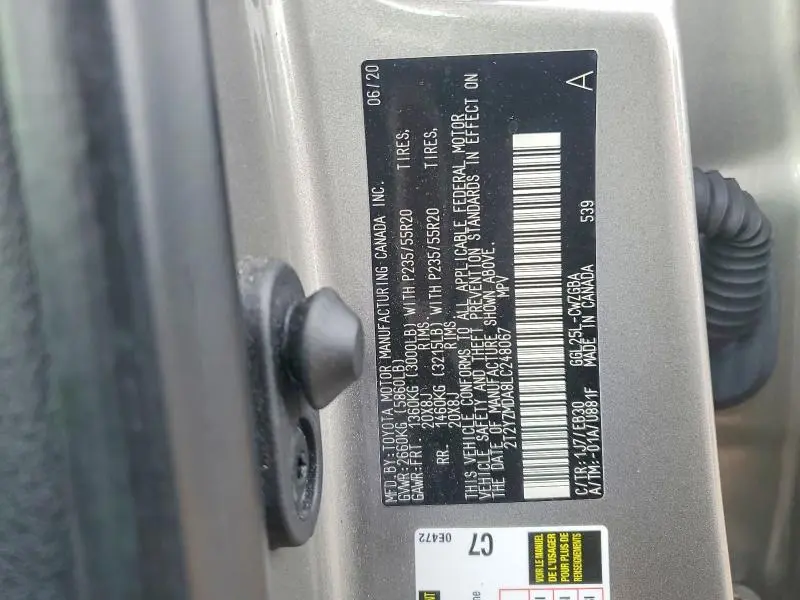 MFD.BY:TOYOTA MOTOR MANUFACTURING CANADA INC. 06/20
GVWR:2660KG (5860LB)
GAWR:FRT 1360KG (3000LB) WITH P235/55R20 TIRES,
20X8J RIMS
RR. 1460KG (3215LB) WITH P235/55R20 TIRES,
20X8J RIMS
THIS VEHICLE CONFORMS TO ALL APPLICABLE FEDERAL MOTOR
VEHICLE SAFETY AND THEFT PREVENTION STANDARDS IN EFFECT ON
THE DATE OF MANUFACTURE SHOWN ABOVE.
2T2YZMDA8LC248067 MPV
A
C/TR:1J7/EB30 GGL25L-CWZGBA 539
A/TM:-01A/D881F MADE IN CANADA
0E472
C7
VOIR LE MANUEL
DE L'USAGER
POUR PLUS DE
RENSEIGNEMENTS